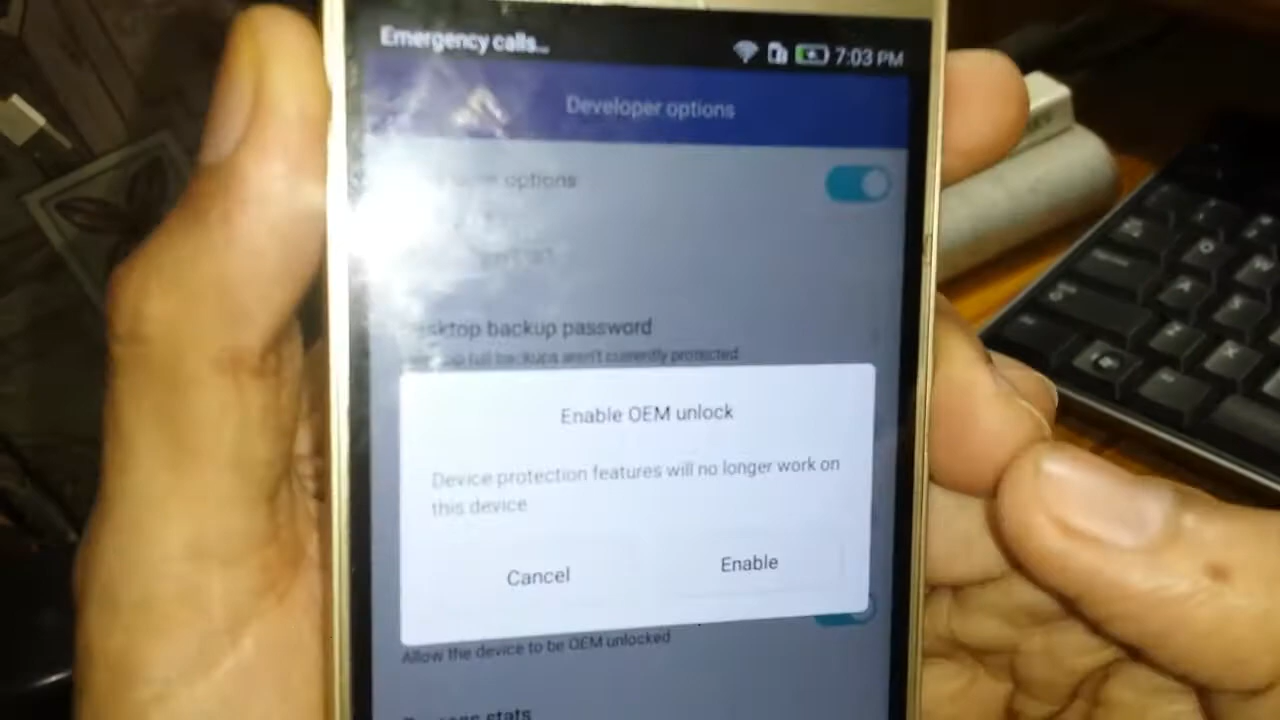 Emergency calls...
7:03 PM
Developer options
options
desktop backup password
full backups aren't currently protected
Enable OEM unlock
Device protection features will no longer work on
this device
Cancel
Enable
Allow the device to be OEM unlocked
stats